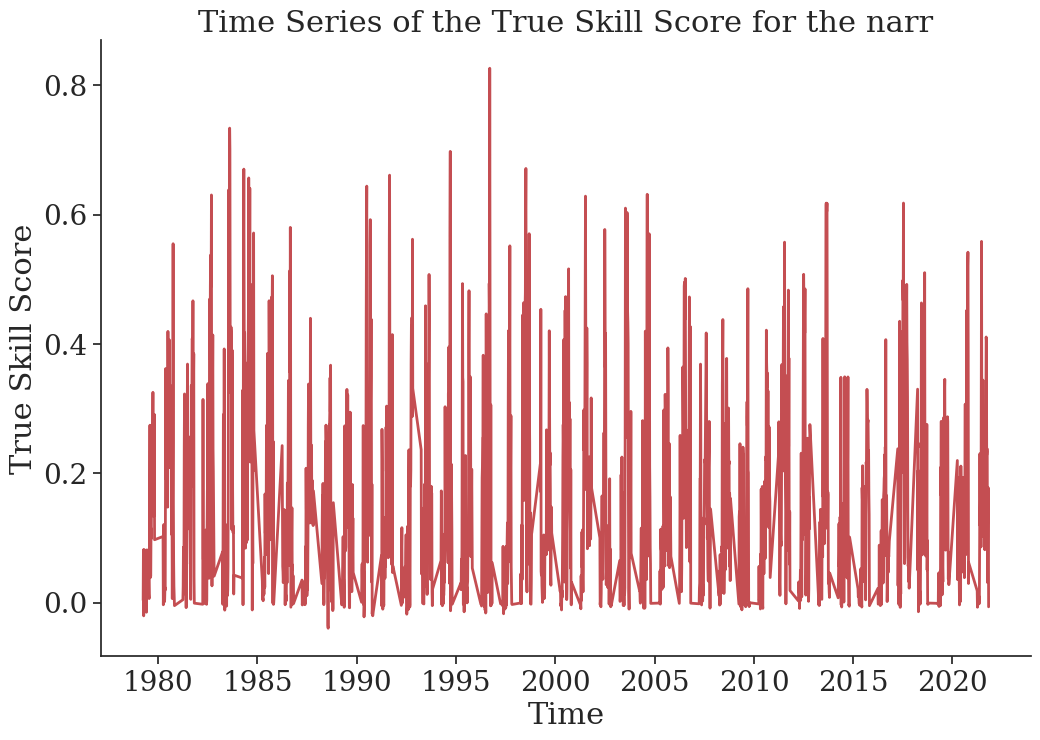 Time Series of the True Skill Score for the narr
True Skill Score
0.8
0.6
0.4
0.2
0.0
1980 1985 1990 1995 2000 2005 2010 2015 2020
Time